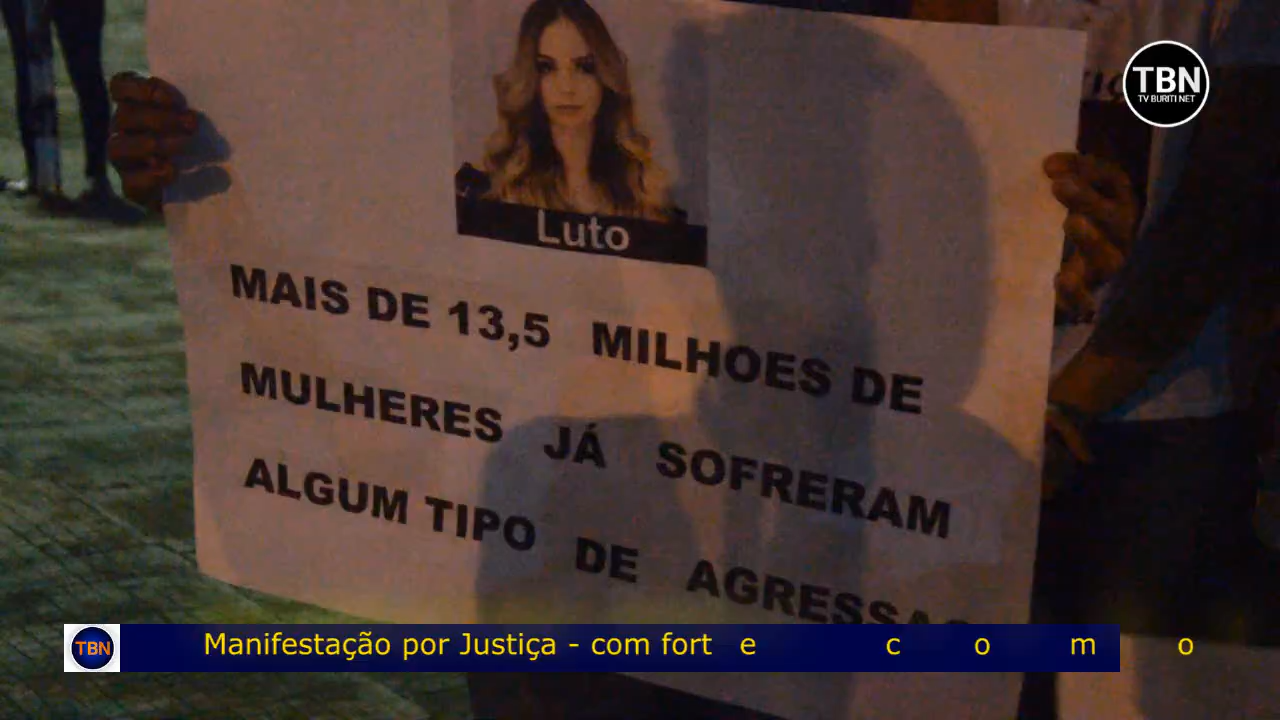 TBN
TV BURITI NET
Luto
MAIS DE 13,5 MILHOES DE
MULHERES JÁ SOFRERAM
ALGUM TIPO DE AGRESSAO
TBN
Manifestação por Justiça - com fort e c o m o